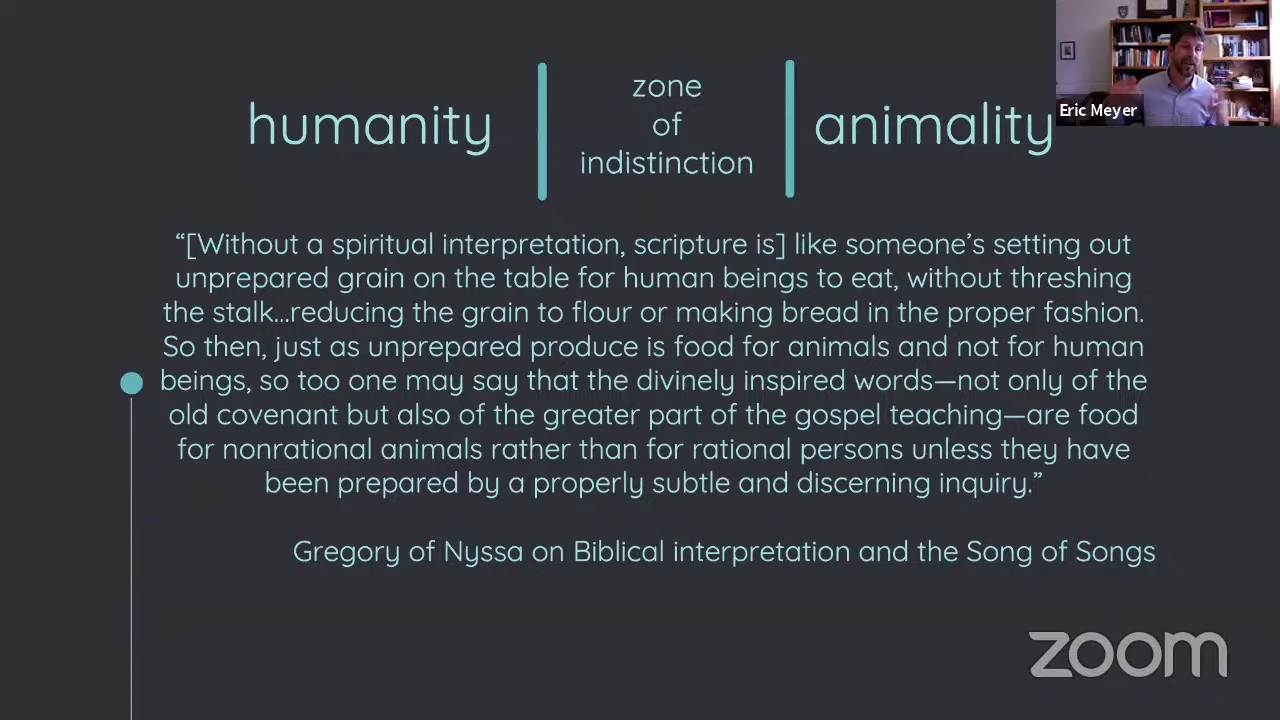 humanity
zone
of
indistinction
animality
Eric Meyer
“[Without a spiritual interpretation, scripture is] like someone’s setting out
unprepared grain on the table for human beings to eat, without threshing
the stalk...reducing the grain to flour or making bread in the proper fashion.
So then, just as unprepared produce is food for animals and not for human
beings, so too one may say that the divinely inspired words—not only of the
old covenant but also of the greater part of the gospel teaching—are food
for nonrational animals rather than for rational persons unless they have
been prepared by a properly subtle and discerning inquiry.”
Gregory of Nyssa on Biblical interpretation and the Song of Songs
zoom